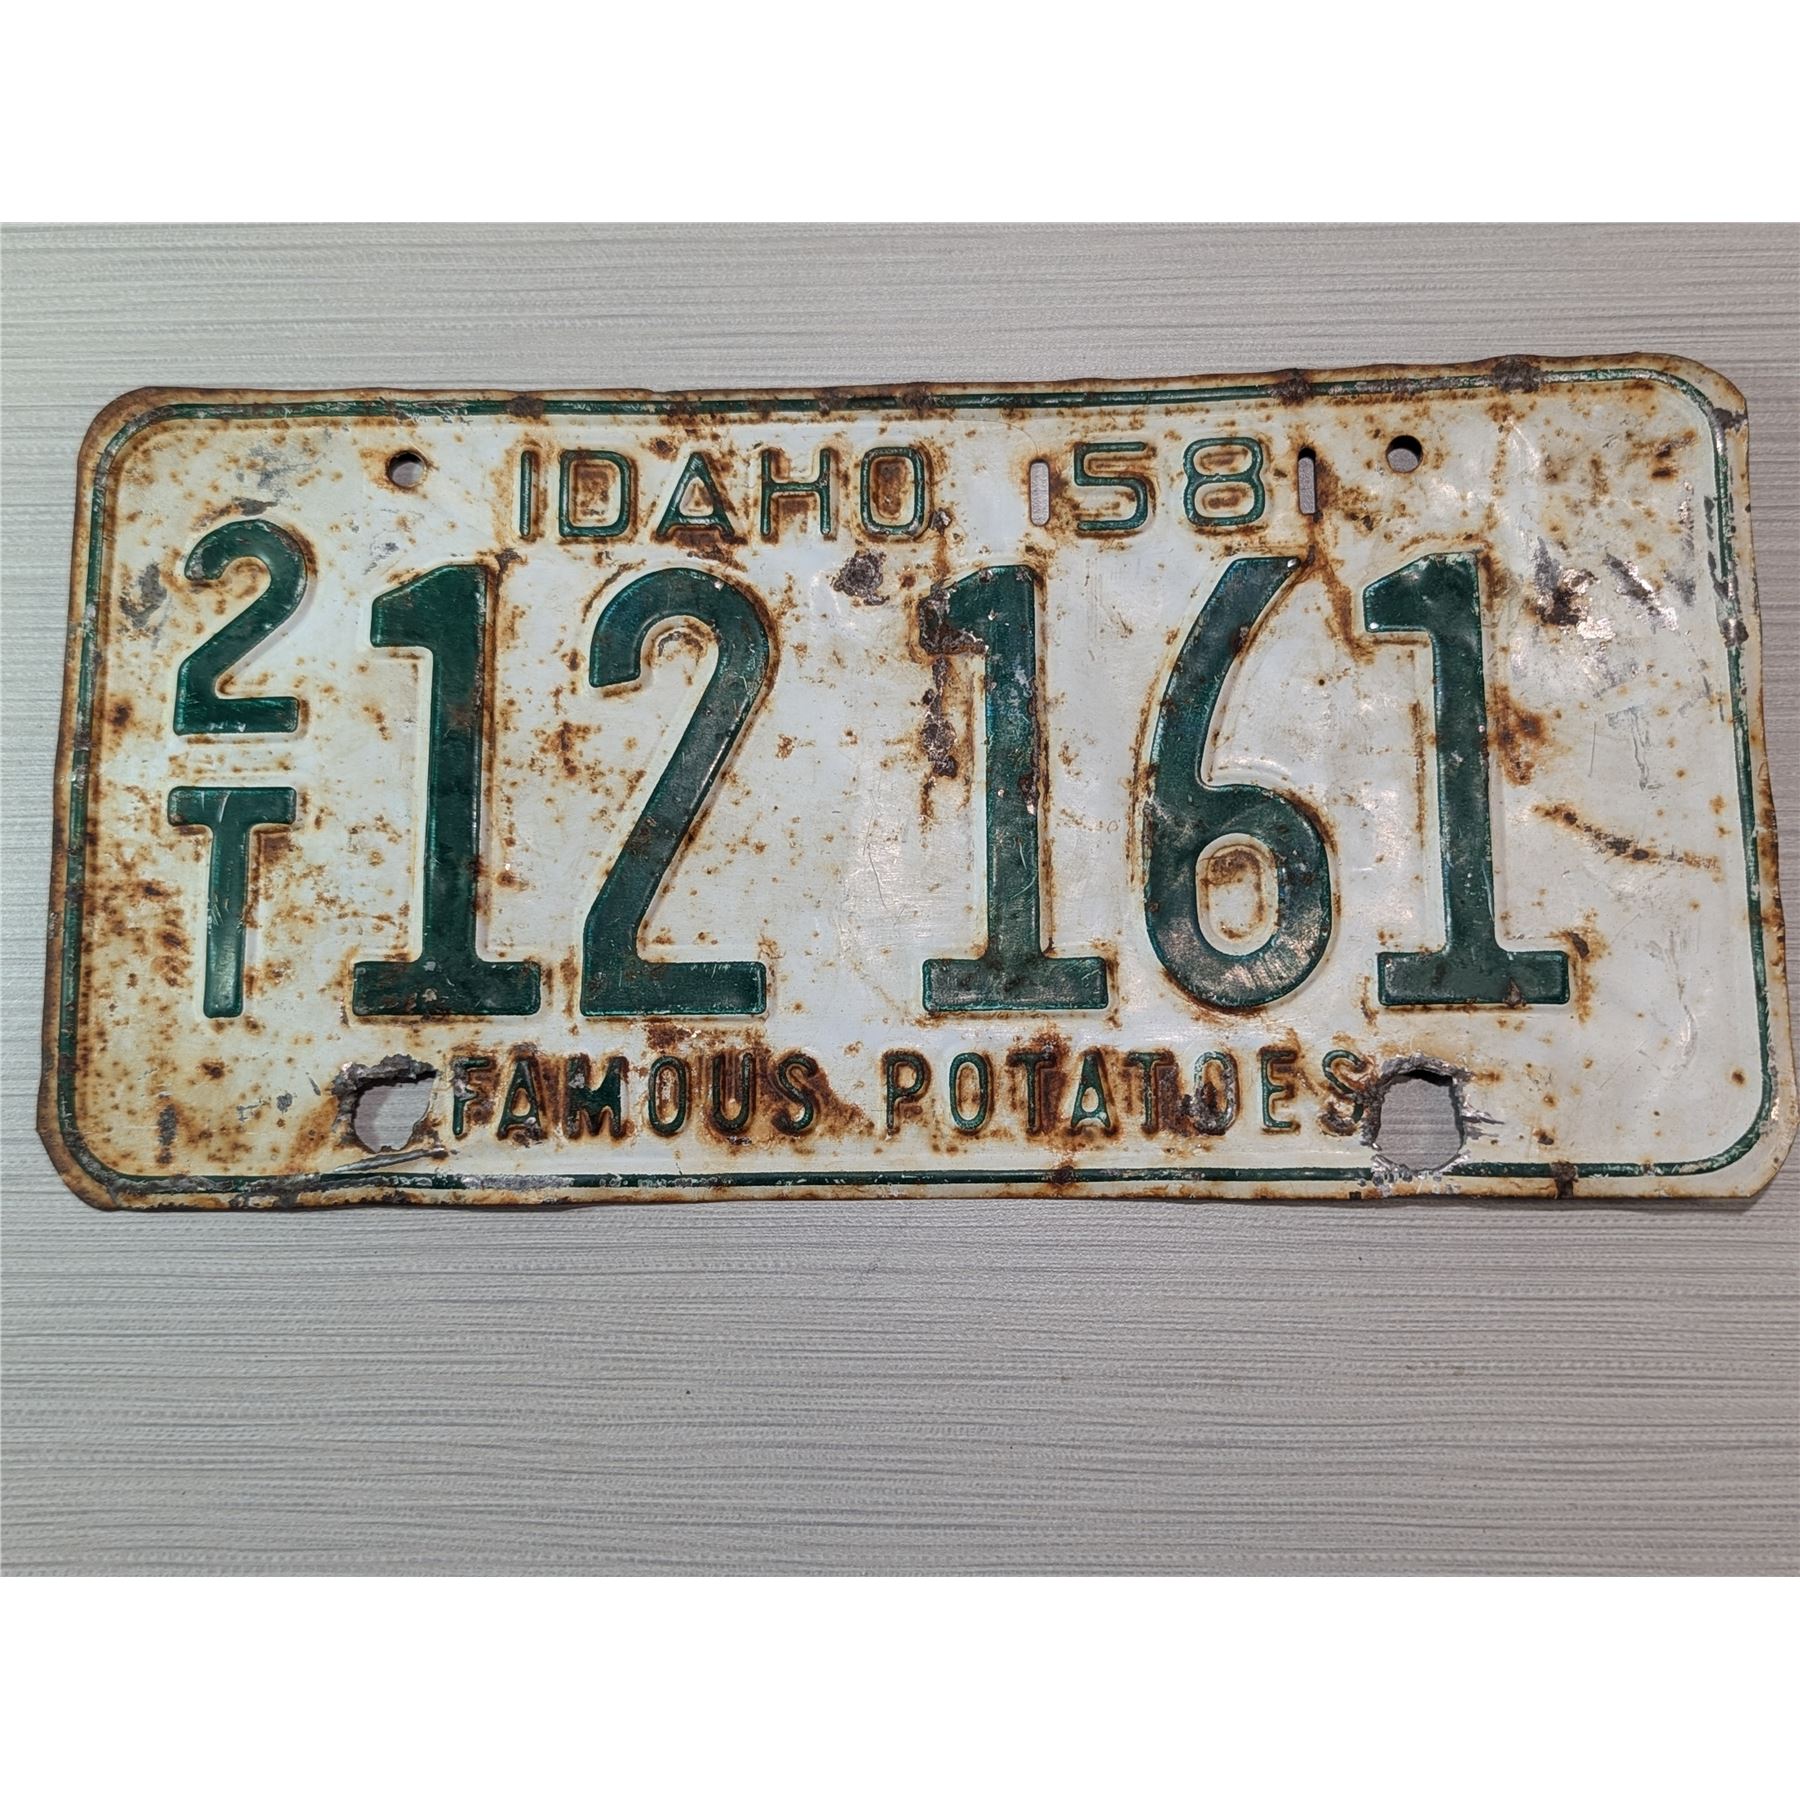 IDAHO 58
2/T 12 161
FAMOUS POTATOES